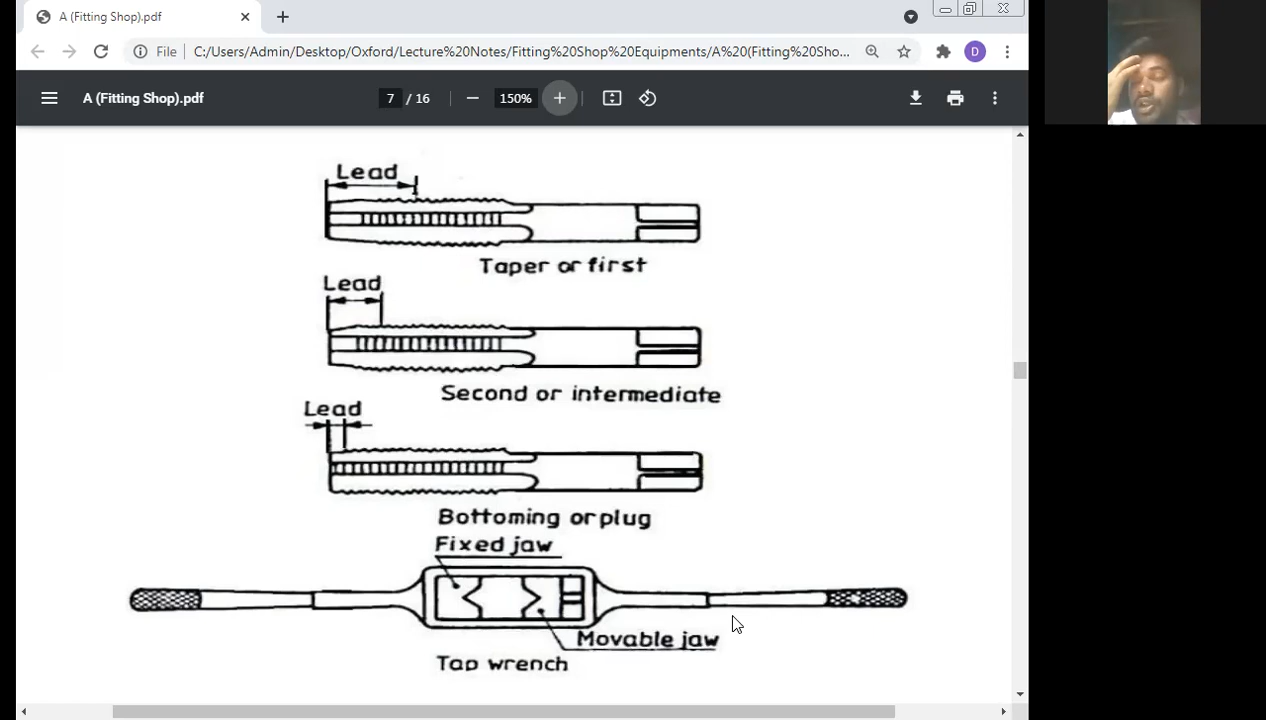 A (Fitting Shop).pdf
File
C:/Users/Admin/Desktop/Oxford/Lecture%20Notes/Fitting%20Shop%20Equipments/A%20(Fitting%20Sho...
D
A (Fitting Shop).pdf
7 / 16
150%
Lead
Taper or first
Lead
Second or intermediate
Lead
Bottoming or plug
Fixed jaw
Movable jaw
Tap wrench